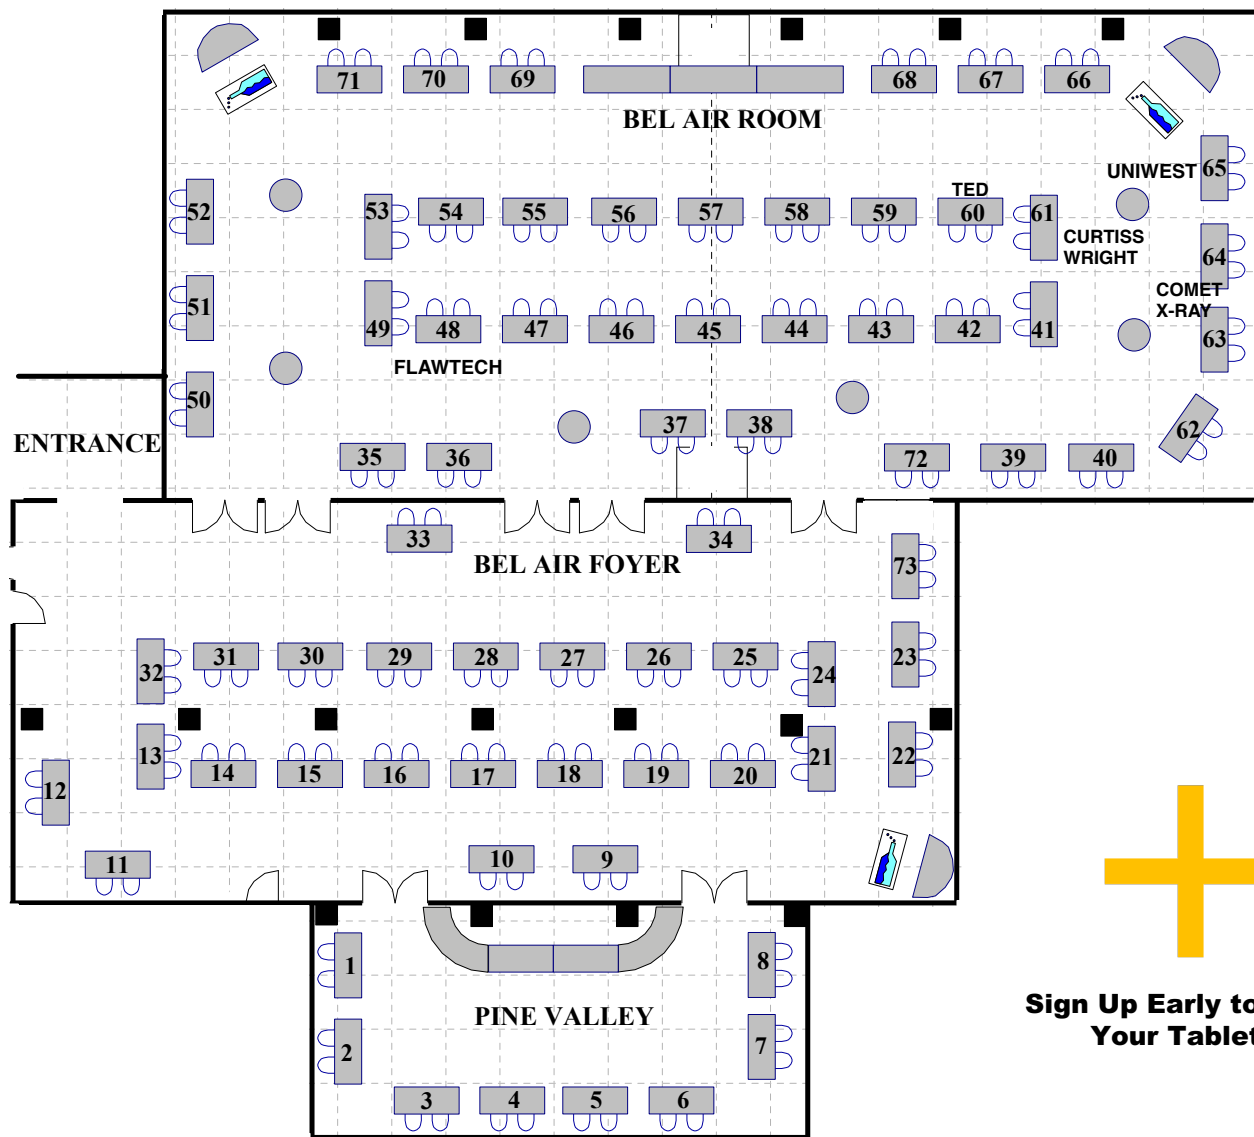 71 70 69 68 67 66
BEL AIR ROOM
UNIWEST 65
52 53 54 55 56 57 58 59 TED 60 61
CURTISS
WRIGHT
64
COMET
X-RAY
51 49 48 47 46 45 44 43 42 41 63
FLAWTECH
50
37 38 62
ENTRANCE
35 36 72 39 40
33 34
BEL AIR FOYER
73
32 31 30 29 28 27 26 25 24 23
13 14 15 16 17 18 19 20 21 22
12
11 10 9
1 8
PINE VALLEY
Sign Up Early to
Your Tablet
2 7
3 4 5 6